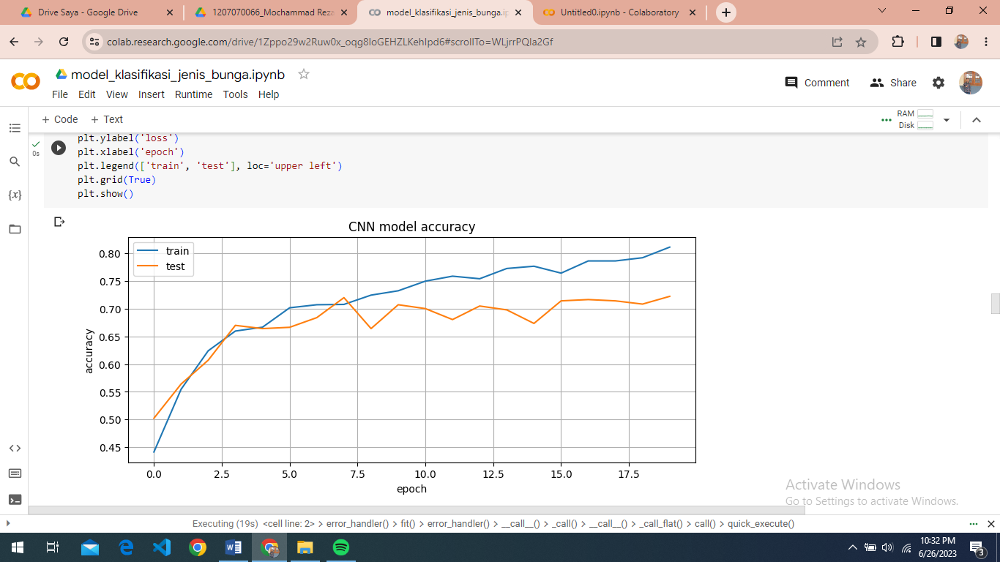 Drive Saya - Google Drive
1207070066_Mochammad Reza
model_klasifikasi_jenis_bunga.ip
Untitled0.ipynb - Colaboratory
colab.research.google.com/drive/1Zppo29w2Ruw0x_oqg8IoGEHZLKehIpd6#scrollTo=WLjrrPQIa2Gf
model_klasifikasi_jenis_bunga.ipynb
File Edit View Insert Runtime Tools Help
Comment
Share
+ Code + Text
RAM
Disk
0s
{x}
plt.ylabel('loss')
plt.xlabel('epoch')
plt.legend(['train', 'test'], loc='upper left')
plt.grid(True)
plt.show()
CNN model accuracy
train
test
0.80
0.75
0.70
0.65
0.60
0.55
0.50
0.45
accuracy
0.0 2.5 5.0 7.5 10.0 12.5 15.0 17.5
epoch
Activate Windows
Go to Settings to activate Windows.
Executing (19s) <cell line: 2> > error_handler() > fit() > error_handler() > __call__() > _call() > __call__() > _call_flat() > call() > quick_execute()
10:32 PM
6/26/2023
3